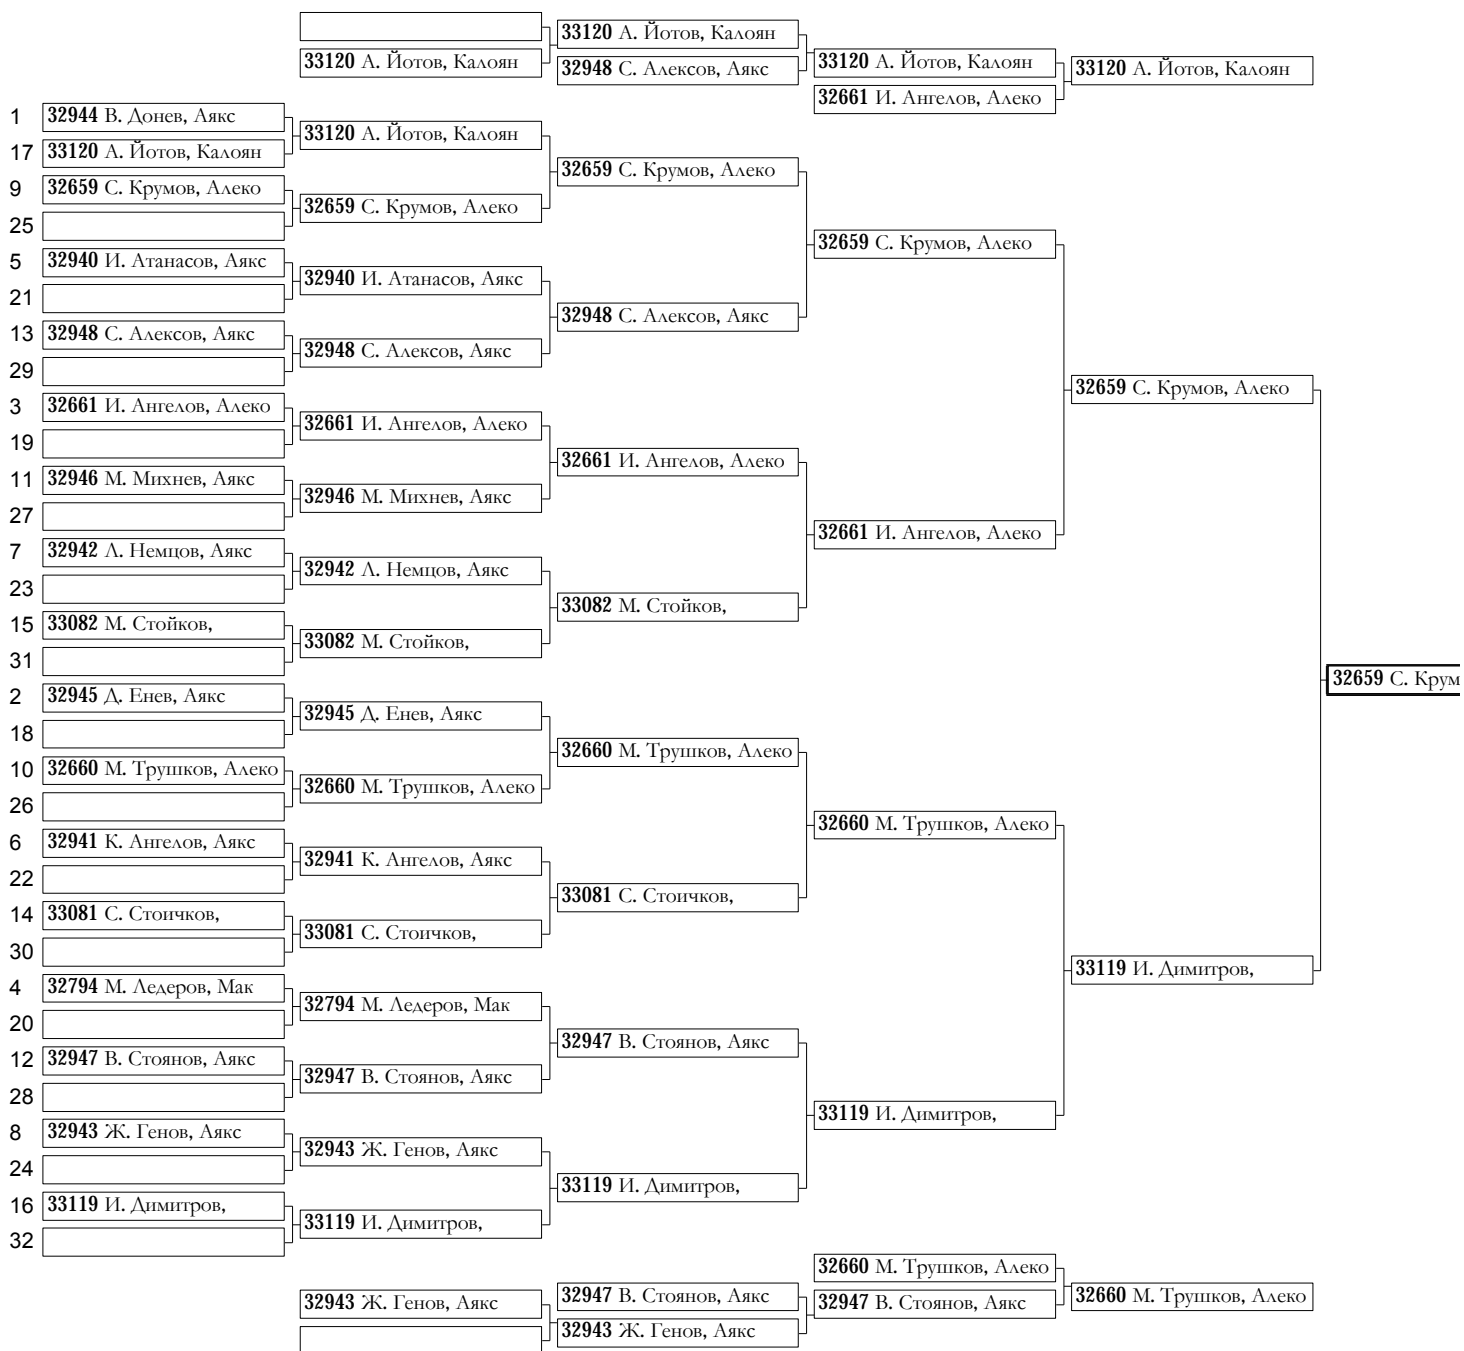 33120 А. Йотов, Калоян
33120 А. Йотов, Калоян
32948 С. Алексов, Аякс
33120 А. Йотов, Калоян
32661 И. Ангелов, Алеко
33120 А. Йотов, Калоян
1 32944 В. Донев, Аякс
17 33120 А. Йотов, Калоян
9 32659 С. Крумов, Алеко
25
5 32940 И. Атанасов, Аякс
21
13 32948 С. Алексов, Аякс
29
3 32661 И. Ангелов, Алеко
19
11 32946 М. Михнев, Аякс
27
7 32942 Л. Немцов, Аякс
23
15 33082 М. Стойков,
31
2 32945 Д. Енев, Аякс
18
10 32660 М. Трушков, Алеко
26
6 32941 К. Ангелов, Аякс
22
14 33081 С. Стоичков,
30
4 32794 М. Ледеров, Мак
20
12 32947 В. Стоянов, Аякс
28
8 32943 Ж. Генов, Аякс
24
16 33119 И. Димитров,
32
33120 А. Йотов, Калоян
32659 С. Крумов, Алеко
32940 И. Атанасов, Аякс
32948 С. Алексов, Аякс
32661 И. Ангелов, Алеко
32946 М. Михнев, Аякс
32942 Л. Немцов, Аякс
33082 М. Стойков,
32945 Д. Енев, Аякс
32660 М. Трушков, Алеко
32941 К. Ангелов, Аякс
33081 С. Стоичков,
32794 М. Ледеров, Мак
32947 В. Стоянов, Аякс
32943 Ж. Генов, Аякс
33119 И. Димитров,
32659 С. Крумов, Алеко
32948 С. Алексов, Аякс
32661 И. Ангелов, Алеко
33082 М. Стойков,
32660 М. Трушков, Алеко
33081 С. Стоичков,
32947 В. Стоянов, Аякс
33119 И. Димитров,
32659 С. Крумов, Алеко
32661 И. Ангелов, Алеко
32660 М. Трушков, Алеко
33119 И. Димитров,
32659 С. Крумов, Алеко
33119 И. Димитров,
32659 С. Крум
32943 Ж. Генов, Аякс
32947 В. Стоянов, Аякс
32943 Ж. Генов, Аякс
32660 М. Трушков, Алеко
32947 В. Стоянов, Аякс
32660 М. Трушков, Алеко